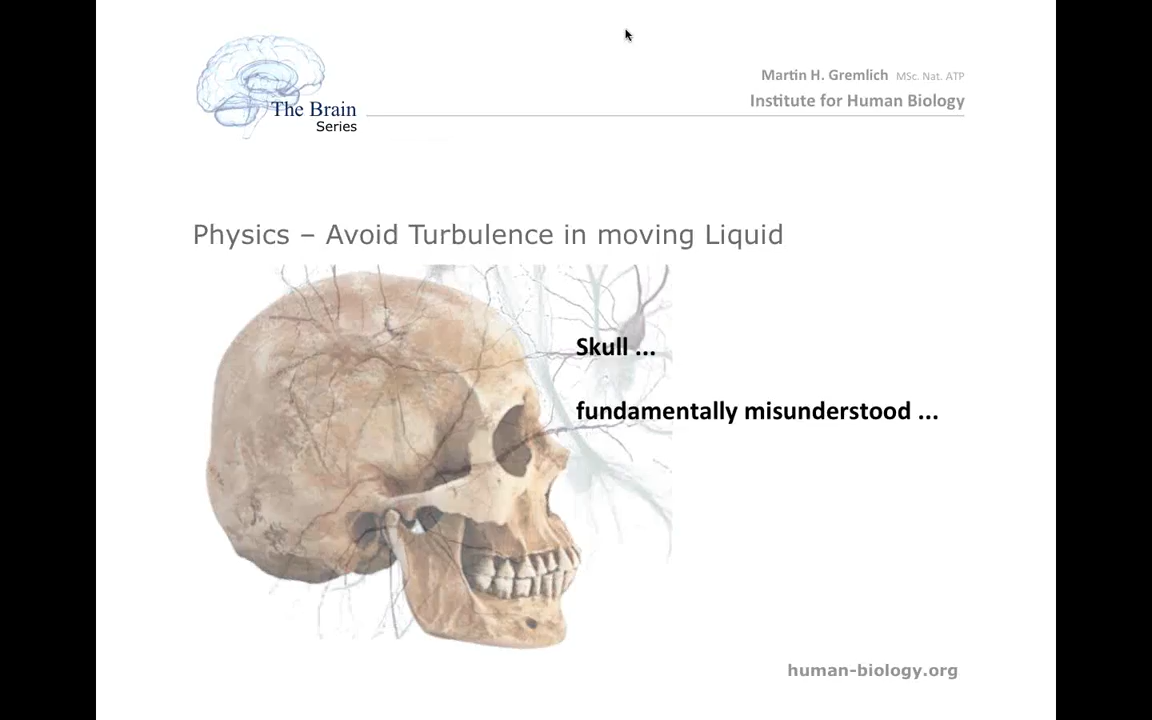 The Brain
Series
Martin H. Gremlich MSc. Nat. ATP
Institute for Human Biology
Physics – Avoid Turbulence in moving Liquid
Skull ...
fundamentally misunderstood ...
human-biology.org